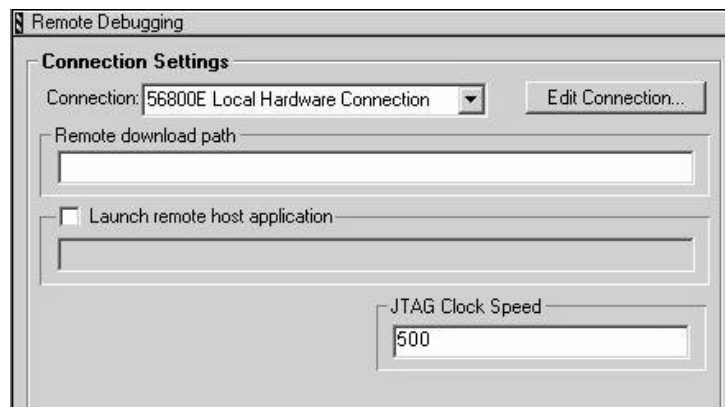 Remote Debugging
Connection Settings
Connection: 56800E Local Hardware Connection Edit Connection...
Remote download path
Launch remote host application
JTAG Clock Speed
500